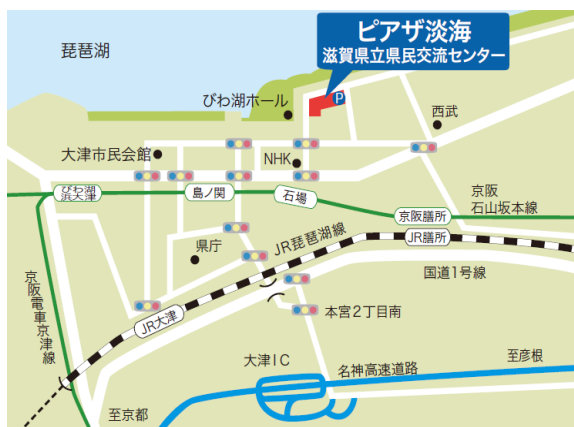 ピアザ淡海
滋賀県立県民交流センター
琵琶湖
びわ湖ホール
P
西武
大津市民会館
NHK
びわ湖
浜大津
島ノ関
石場
京阪
石山坂本線
京阪膳所
JR膳所
県庁
JR琵琶湖線
国道1号線
京阪電車京津線
JR大津
本宮2丁目南
大津IC
名神高速道路
至彦根
至京都